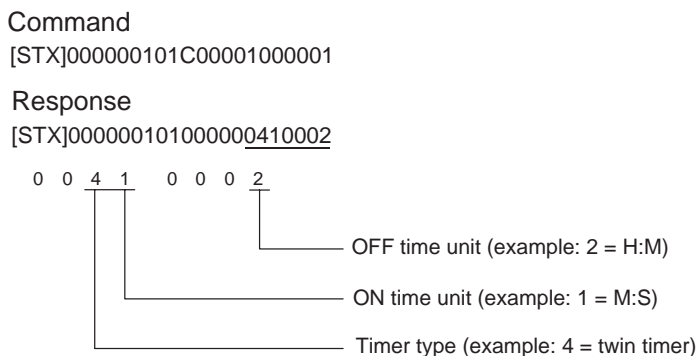 Command
[STX]000000101C00001000001
Response
[STX]0000000101000000410002
0 0 4 1 0 0 0 2
OFF time unit (example: 2 = H:M)
ON time unit (example: 1 = M:S)
Timer type (example: 4 = twin timer)